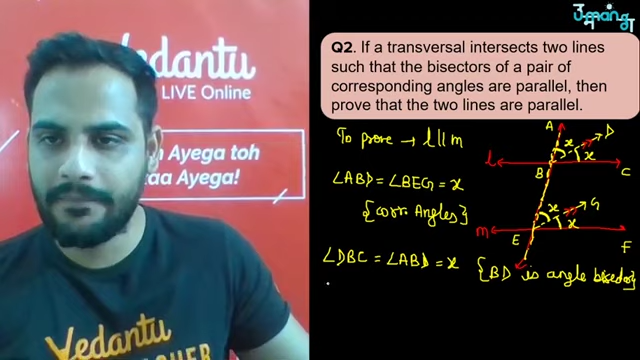 उमंग
Vedantu
LIVE Online
Ayega toh
aa Ayega!
Vedantu
Q2. If a transversal intersects two lines
such that the bisectors of a pair of
corresponding angles are parallel, then
prove that the two lines are parallel.
To prove → l || m
∠ABD = ∠BEG = x
{corr Angles}
∠DBC = ∠ABD = x
{BD is angle bisector}
A
D
x
x
l
B
C
x
G
x
m
E
F